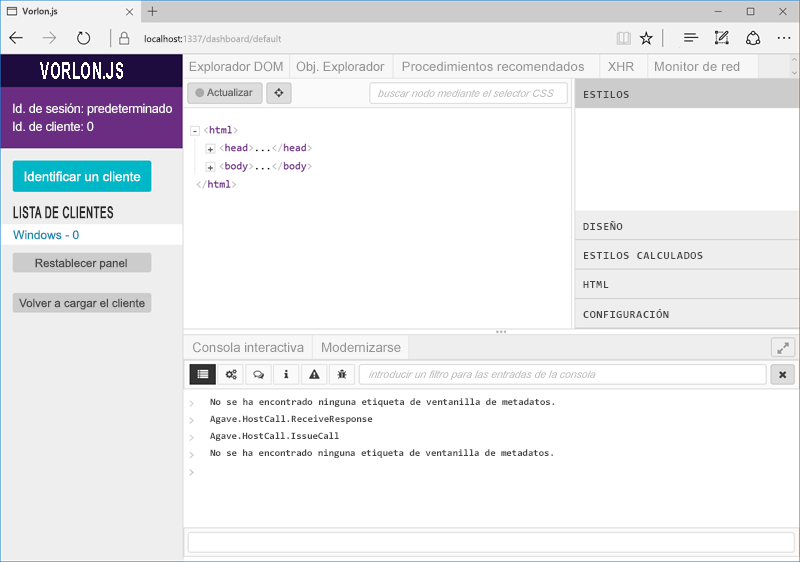 Vorlon.js
localhost:1337/dashboard/default
VORLON.JS
Id. de sesión: predeterminado
Id. de cliente: 0
Identificar un cliente
LISTA DE CLIENTES
Windows - 0
Restablecer panel
Volver a cargar el cliente
Explorador DOM Obj. Explorador Procedimientos recomendados XHR Monitor de red
Actualizar buscar nodo mediante el selector CSS
- <html>
+ <head>...</head>
+ <body>...</body>
</html>
ESTILOS
DISEÑO
ESTILOS CALCULADOS
HTML
CONFIGURACIÓN
Consola interactiva Modernizarse
introducir un filtro para las entradas de la consola
> No se ha encontrado ninguna etiqueta de ventanilla de metadatos.
> Agave.HostCall.ReceiveResponse
> Agave.HostCall.IssueCall
> No se ha encontrado ninguna etiqueta de ventanilla de metadatos.
>